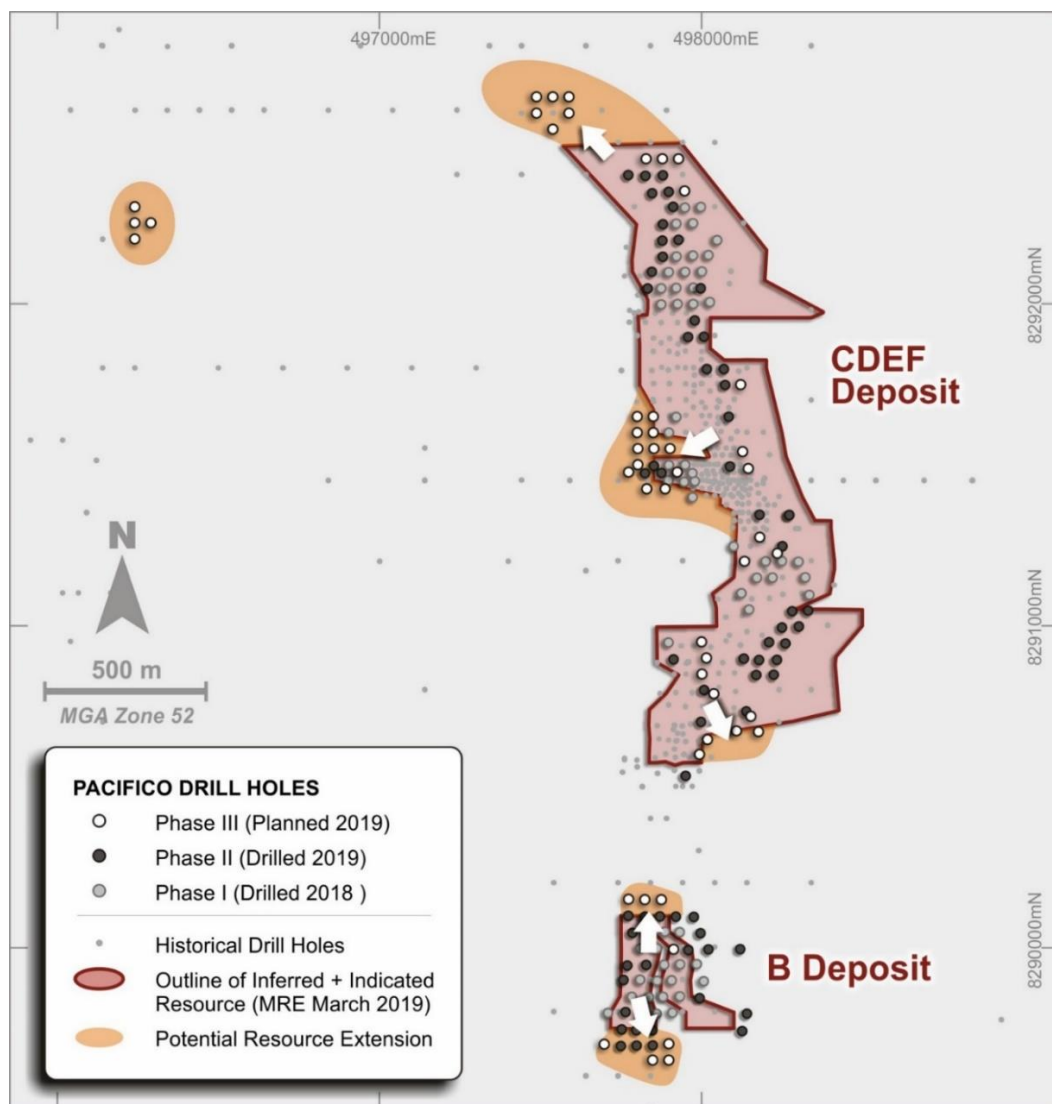 497000mE
498000mE
8292000mN
CDEF
Deposit
N
8291000mN
500 m
MGA Zone 52
PACIFICO DRILL HOLES
Phase III (Planned 2019)
Phase II (Drilled 2019)
Phase I (Drilled 2018 )
Historical Drill Holes
Outline of Inferred + Indicated
Resource (MRE March 2019)
Potential Resource Extension
8290000mN
B Deposit